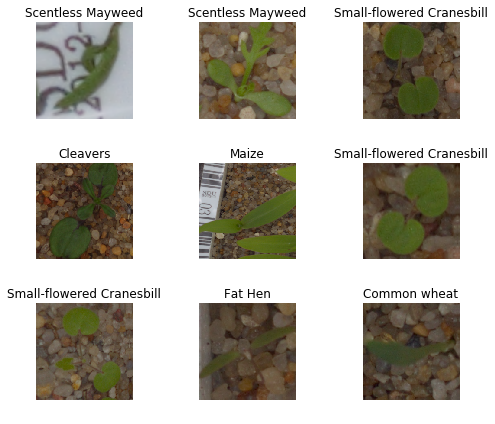 Scentless Mayweed
Scentless Mayweed
Small-flowered Cranesbill
Cleavers
Maize
Small-flowered Cranesbill
Small-flowered Cranesbill
Fat Hen
Common wheat